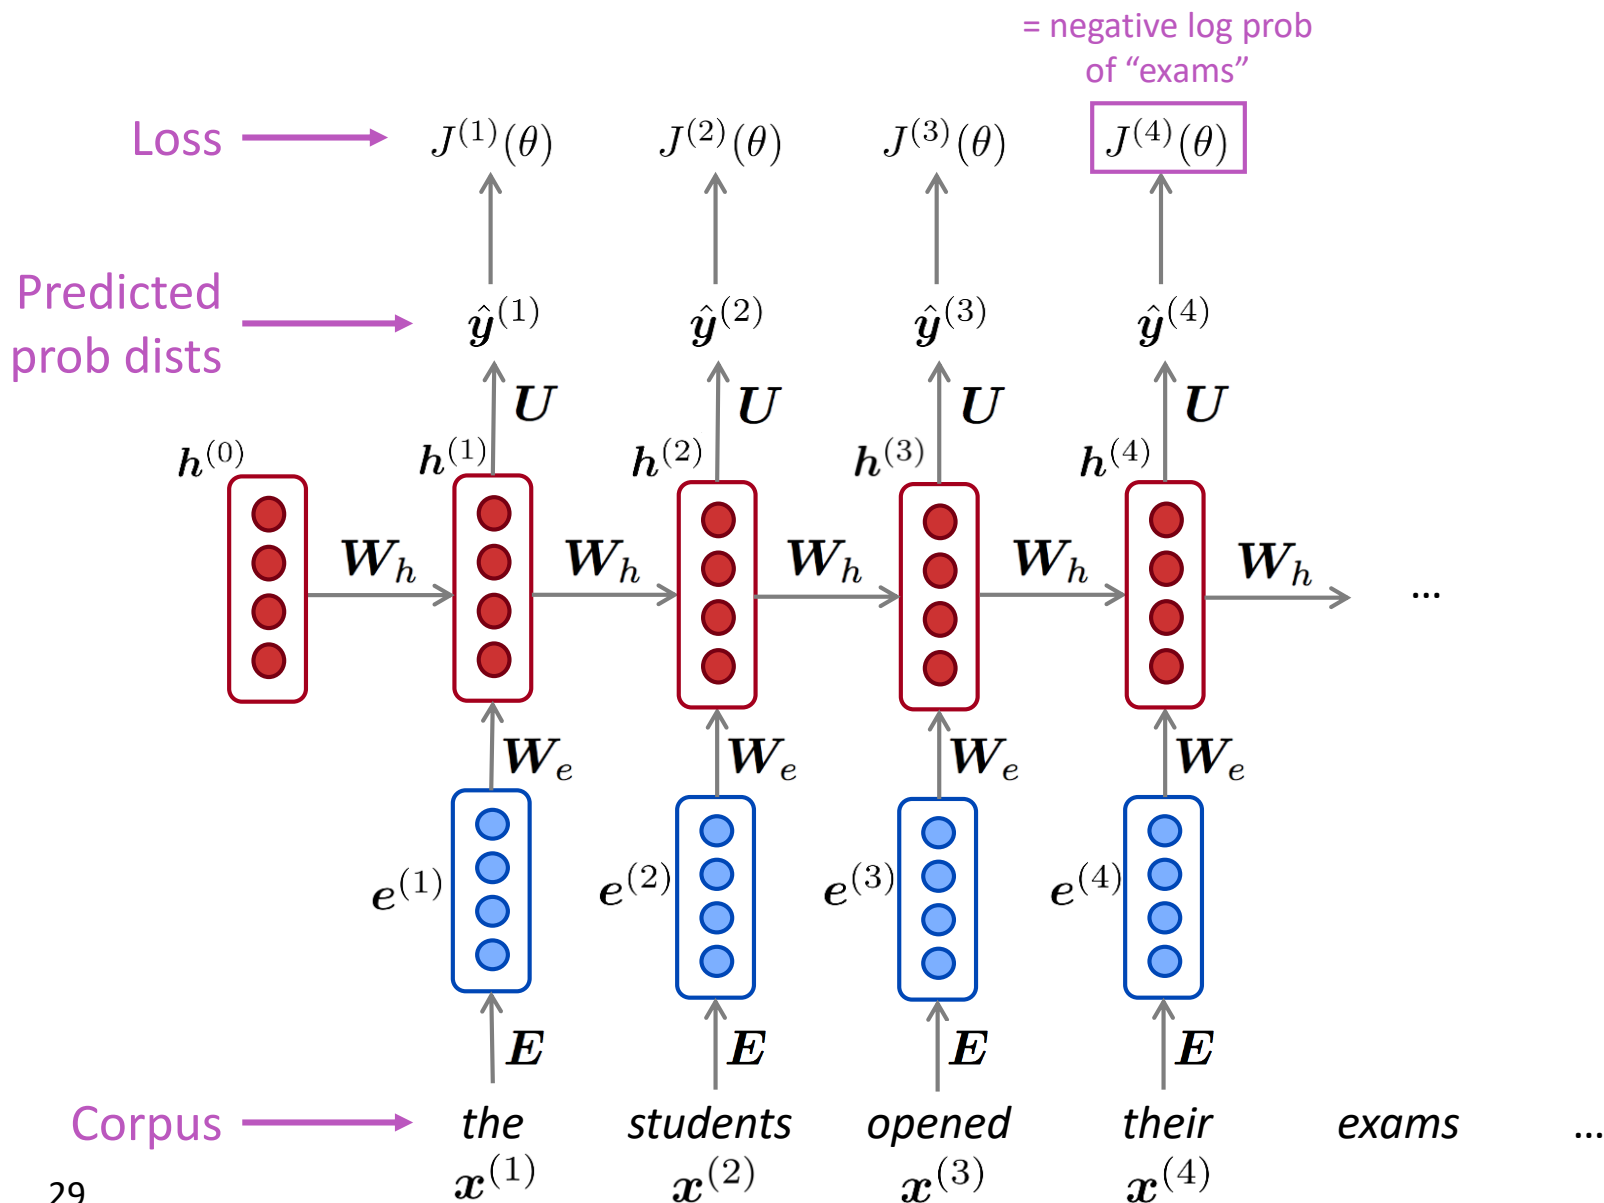 = negative log prob
of “exams”
Loss J⁽¹⁾(θ) J⁽²⁾(θ) J⁽³⁾(θ) J⁽⁴⁾(θ)
Predicted
prob dists
ŷ⁽¹⁾ ŷ⁽²⁾ ŷ⁽³⁾ ŷ⁽⁴⁾
U U U U
h⁽⁰⁾ h⁽¹⁾ h⁽²⁾ h⁽³⁾ h⁽⁴⁾
Wₕ Wₕ Wₕ Wₕ Wₕ ...
Wₑ Wₑ Wₑ Wₑ
e⁽¹⁾ e⁽²⁾ e⁽³⁾ e⁽⁴⁾
E E E E
Corpus the students opened their exams ...
x⁽¹⁾ x⁽²⁾ x⁽³⁾ x⁽⁴⁾
29